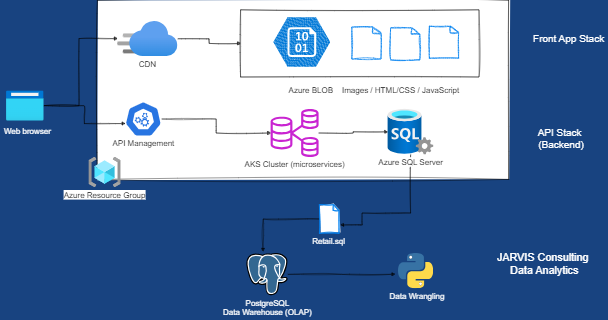 Front App Stack
10
01
CDN
Azure BLOB
Images / HTML/CSS / JavaScript
Web browser
API Management
AKS Cluster (microservices)
SQL
Azure SQL Server
API Stack
(Backend)
Azure Resource Group
Retail.sql
JARVIS Consulting
Data Analytics
PostgreSQL
Data Warehouse (OLAP)
Data Wrangling